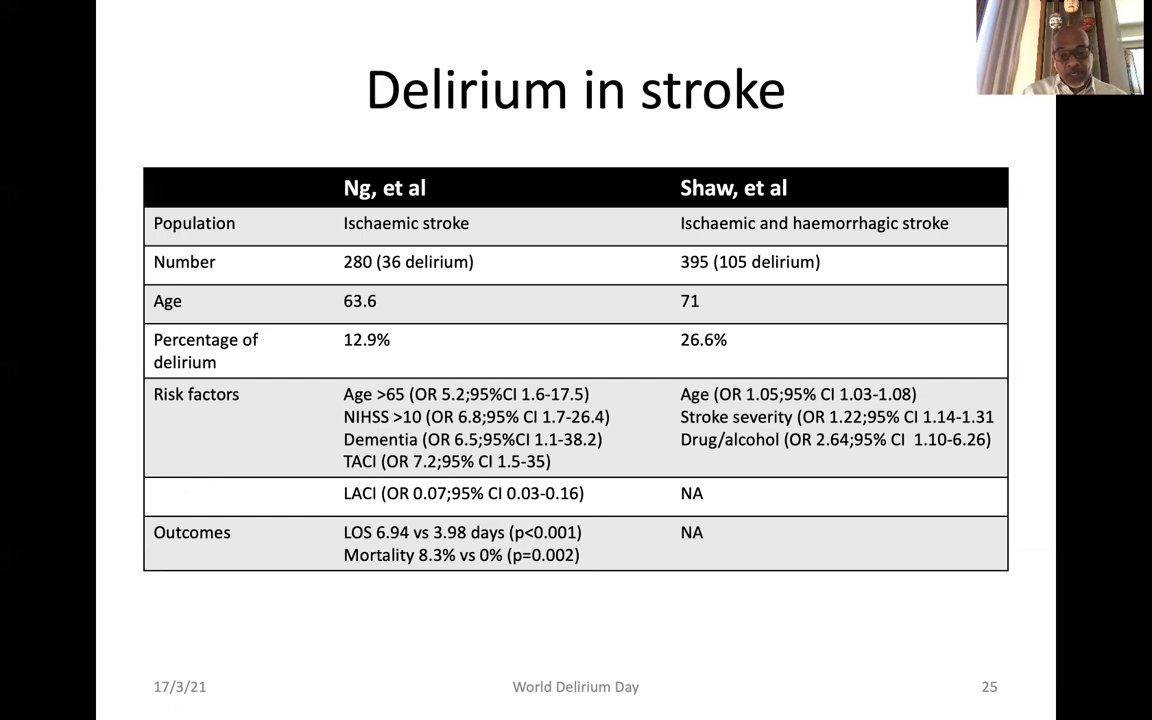 Delirium in stroke
Ng, et al Shaw, et al
Population Ischaemic stroke Ischaemic and haemorrhagic stroke
Number 280 (36 delirium) 395 (105 delirium)
Age 63.6 71
Percentage of 12.9% 26.6%
delirium
Risk factors Age >65 (OR 5.2;95%CI 1.6-17.5) Age (OR 1.05;95% CI 1.03-1.08)
NIHSS >10 (OR 6.8;95% CI 1.7-26.4) Stroke severity (OR 1.22;95% CI 1.14-1.31
Dementia (OR 6.5;95%CI 1.1-38.2) Drug/alcohol (OR 2.64;95% CI 1.10-6.26)
TACI (OR 7.2;95% CI 1.5-35)
LACI (OR 0.07;95% CI 0.03-0.16) NA
Outcomes LOS 6.94 vs 3.98 days (p<0.001) NA
Mortality 8.3% vs 0% (p=0.002)
17/3/21 World Delirium Day 25